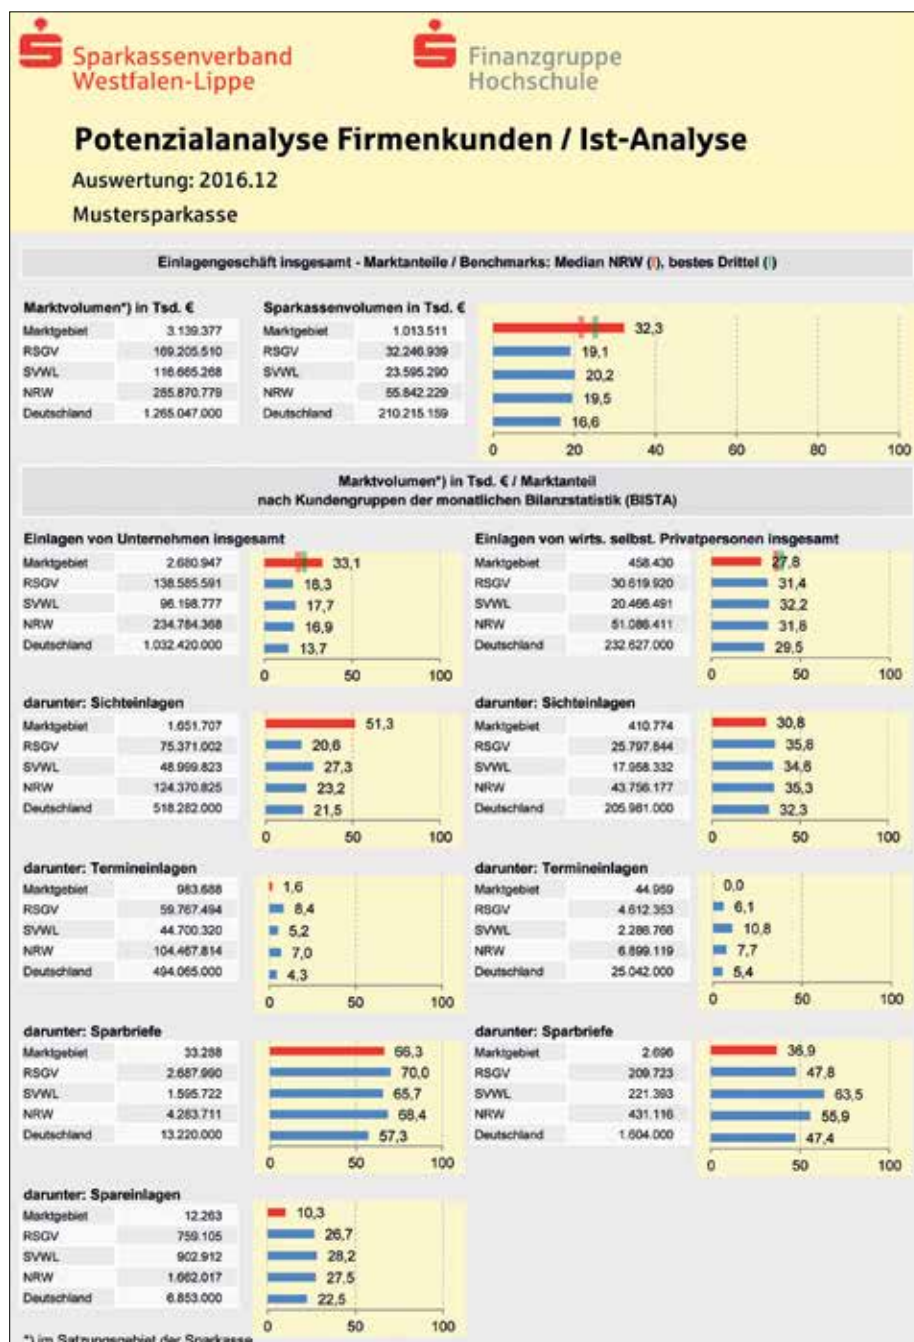 Sparkassenverband
Westfalen-Lippe
Finanzgruppe
Hochschule
Potenzialanalyse Firmenkunden / Ist-Analyse
Auswertung: 2016.12
Mustersparkasse
Einlagengeschäft insgesamt - Marktanteile / Benchmarks: Median NRW (|), bestes Drittel (|)
Marktvolumen*) in Tsd. € Sparkassenvolumen in Tsd. €
Marktgebiet 3.139.377 Marktgebiet 1.013.511 32,3
RSGV 169.205.510 RSGV 32.246.939 19,1
SVWL 116.665.268 SVWL 23.595.290 20,2
NRW 285.870.779 NRW 55.842.229 19,5
Deutschland 1.265.047.000 Deutschland 210.215.159 16,6
0 20 40 60 80 100
Marktvolumen*) in Tsd. € / Marktanteil
nach Kundengruppen der monatlichen Bilanzstatistik (BISTA)
Einlagen von Unternehmen insgesamt
Marktgebiet 2.680.947 33,1
RSGV 138.585.591 16,3
SVWL 96.198.777 17,7
NRW 234.784.368 16,9
Deutschland 1.032.420.000 13,7
0 50 100
Einlagen von wirts. selbst. Privatpersonen insgesamt
Marktgebiet 458.430 27,8
RSGV 30.619.920 31,4
SVWL 20.466.491 32,2
NRW 51.086.411 31,8
Deutschland 232.627.000 29,5
0 50 100
darunter: Sichteinlagen
Marktgebiet 1.651.707 51,3
RSGV 75.371.002 20,6
SVWL 48.999.823 27,3
NRW 124.370.825 23,2
Deutschland 518.282.000 21,5
0 50 100
darunter: Sichteinlagen
Marktgebiet 410.774 30,8
RSGV 25.797.844 35,8
SVWL 17.958.332 34,6
NRW 43.756.177 35,3
Deutschland 205.981.000 32,3
0 50 100
darunter: Termineinlagen
Marktgebiet 983.688 1,6
RSGV 59.767.494 8,4
SVWL 44.700.320 5,2
NRW 104.467.814 7,0
Deutschland 494.065.000 4,3
0 50 100
darunter: Termineinlagen
Marktgebiet 44.959 0,0
RSGV 4.612.353 6,1
SVWL 2.286.766 10,8
NRW 6.899.119 7,7
Deutschland 25.042.000 5,4
0 50 100
darunter: Sparbriefe
Marktgebiet 33.288 66,3
RSGV 2.687.990 70,0
SVWL 1.595.722 65,7
NRW 4.283.711 68,4
Deutschland 13.220.000 57,3
0 50 100
darunter: Sparbriefe
Marktgebiet 2.696 36,9
RSGV 209.723 47,8
SVWL 221.393 63,5
NRW 431.116 55,9
Deutschland 1.604.000 47,4
0 50 100
darunter: Spareinlagen
Marktgebiet 12.263 10,3
RSGV 759.105 26,7
SVWL 902.912 28,2
NRW 1.662.017 27,5
Deutschland 6.853.000 22,5
0 50 100
*) im Satzungsgebiet der Sparkasse